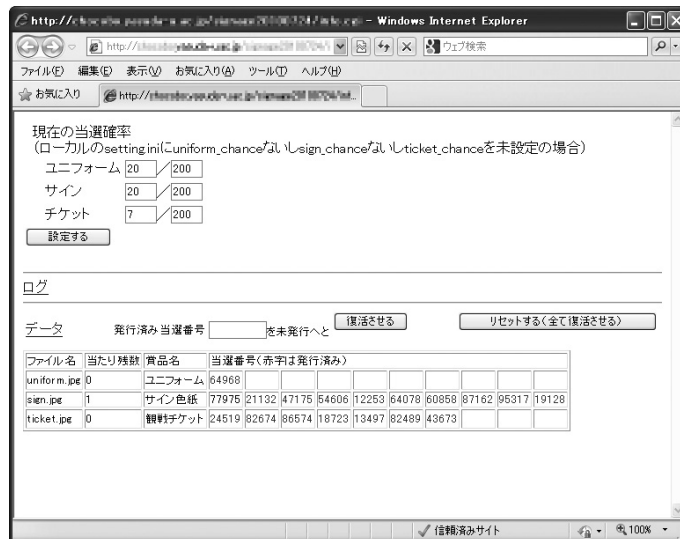 http:// - Windows Internet Explorer
http://
ウェブ検索
ファイル(F) 編集(E) 表示(V) お気に入り(A) ツール(T) ヘルプ(H)
お気に入り http://
現在の当選確率
(ローカルのsetting.iniにuniform_chanceないしsign_chanceないしticket_chanceを未設定の場合)
ユニフォーム 20 / 200
サイン 20 / 200
チケット 7 / 200
設定する
ログ
データ 発行済み当選番号 を未発行へと 復活させる リセットする(全て復活させる)
ファイル名 当たり残数 賞品名 当選番号(赤字は発行済み)
uniform.jpg 0 ユニフォーム 64968
sign.jpg 1 サイン色紙 77975 21132 47175 54606 12253 64078 60858 87162 95317 19128
ticket.jpg 0 観戦チケット 24519 82674 86574 18723 13497 82489 43673
信頼済みサイト 100%